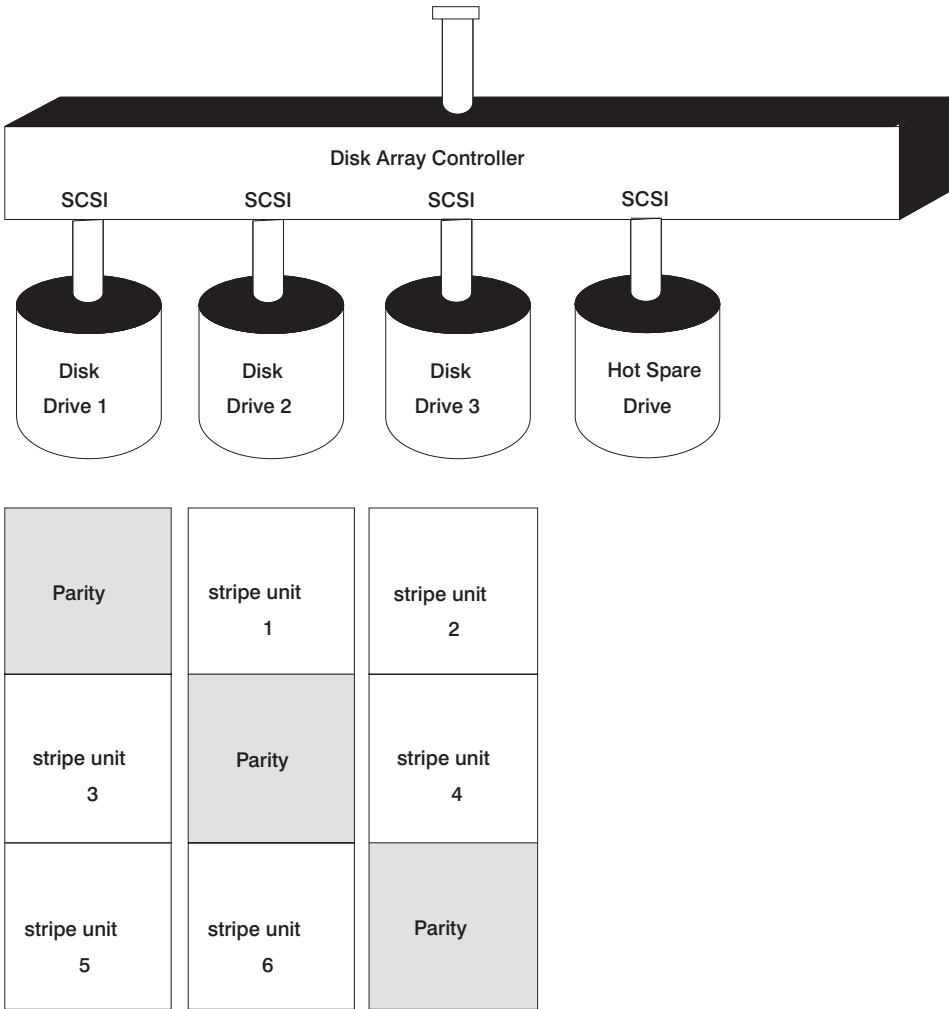 Disk Array Controller
SCSI SCSI SCSI SCSI
Disk
Drive 1
Disk
Drive 2
Disk
Drive 3
Hot Spare
Drive
Parity
stripe unit
1
stripe unit
2
stripe unit
3
Parity
stripe unit
4
stripe unit
5
stripe unit
6
Parity